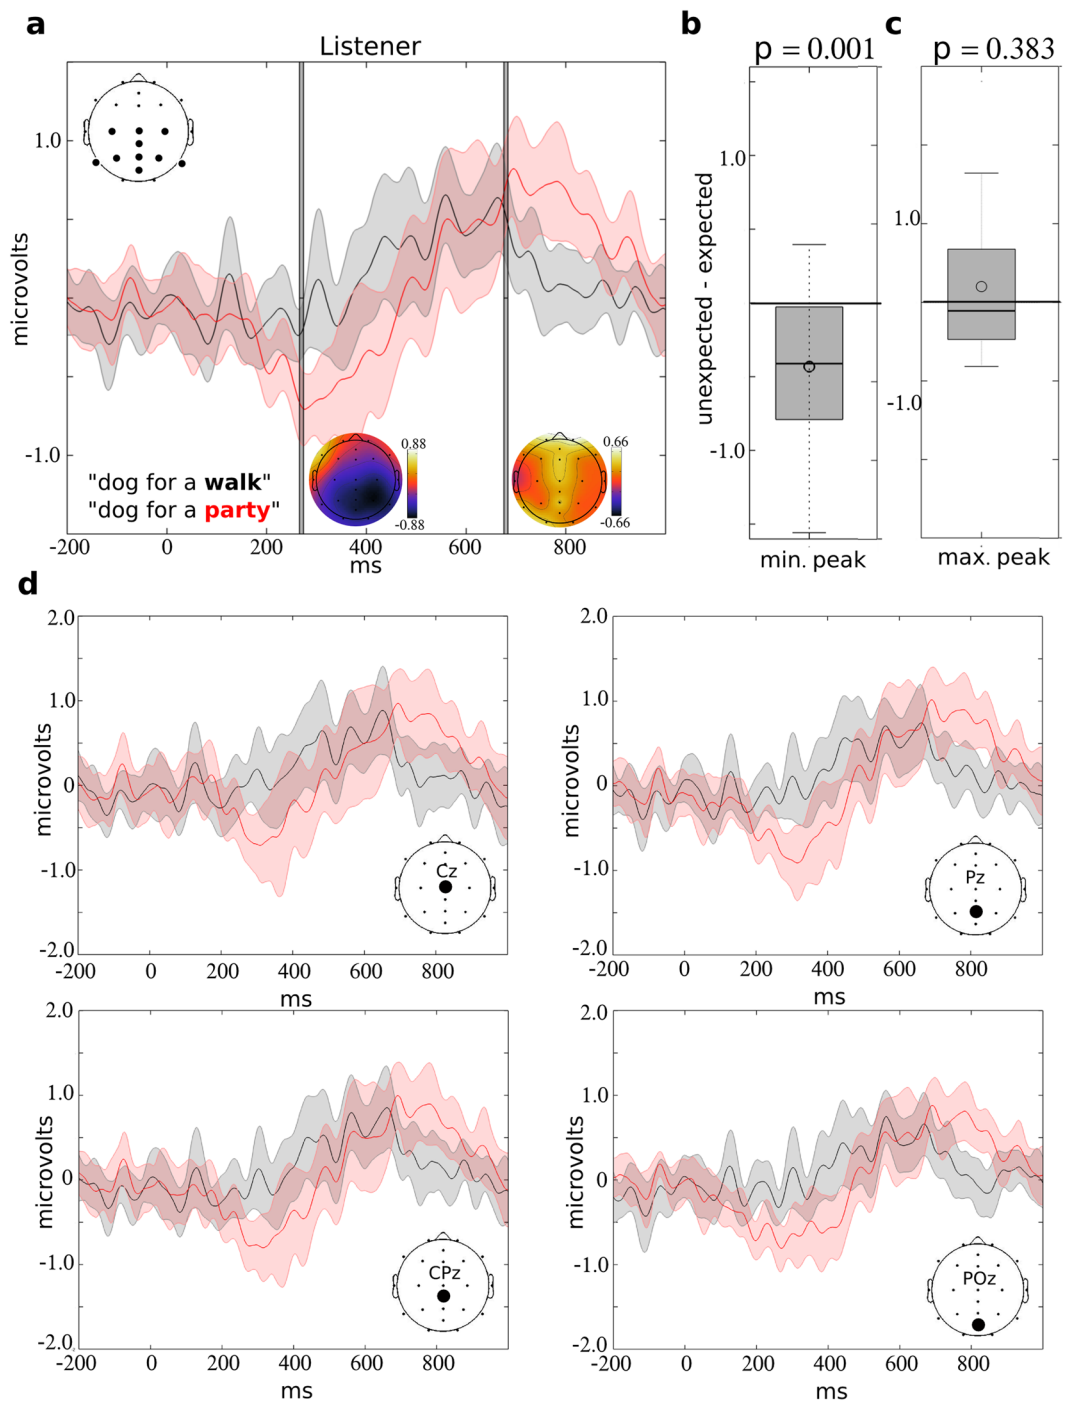 a
Listener
1.0
-1.0
microvolts
0.88
-0.88
0.66
-0.66
"dog for a walk"
"dog for a party"
-200 0 200 400 600 800
ms
b
p = 0.001
1.0
-1.0
unexpected - expected
min. peak
c
p = 0.383
1.0
-1.0
max. peak
d
2.0
1.0
0
-1.0
-2.0
microvolts
Cz
-200 0 200 400 600 800
ms
2.0
1.0
0
-1.0
-2.0
microvolts
Pz
-200 0 200 400 600 800
ms
2.0
1.0
0
-1.0
-2.0
microvolts
CPz
-200 0 200 400 600 800
ms
2.0
1.0
0
-1.0
-2.0
microvolts
POz
-200 0 200 400 600 800
ms